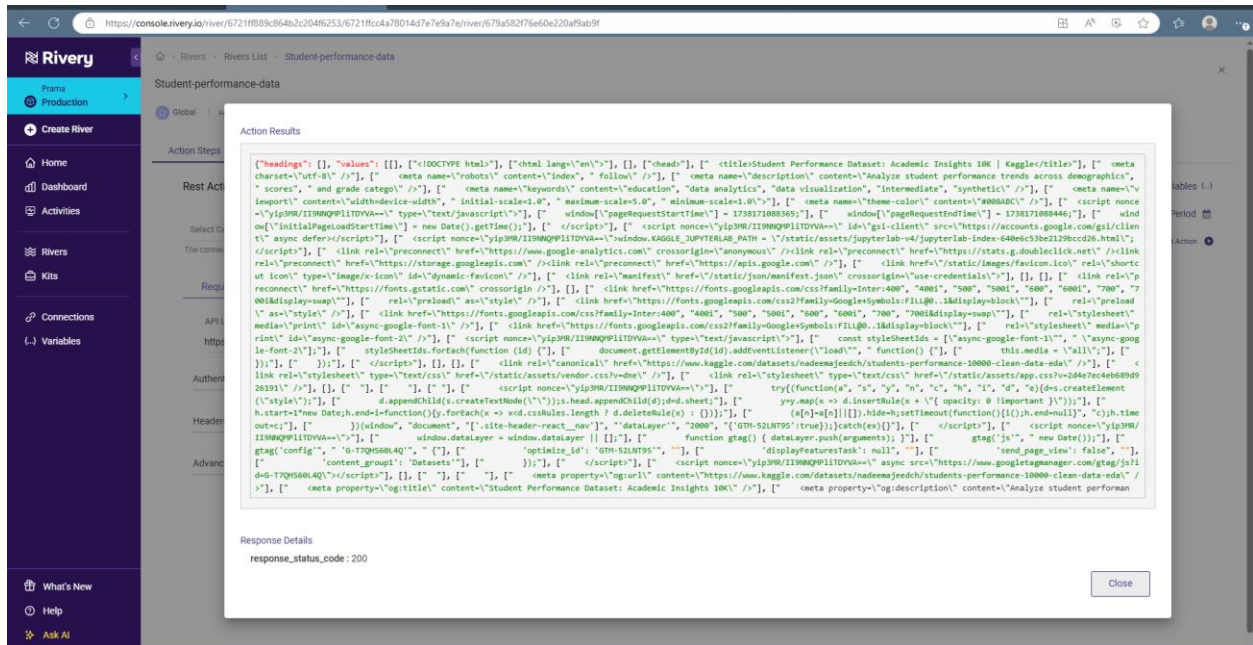 https://console.rivery.io/river/6721ff889c864b2c204f6253/6721ffcc4a78014d7e7e9a7e/river/679a582f76e60e220af9ab9f
Rivery
Rivers
Rivers List
Student-performance-data
Prama
Production
Student-performance-data
Global
Create River
Action Steps
Home
Dashboard
Activities
Rivers
Kits
Connections
{...} Variables
What's New
Help
Ask AI
Rest Acti
Select C
The conne
Requ
API U
https
Authent
Header
Advanc
iables (...)
Period
Action
Action Results
{"headings": [], "values": [[], ["<!DOCTYPE html>"], ["<html lang=\"en\">"], [], ["<head>"], ["  <title>Student Performance Dataset: Academic Insights 10K | Kaggle</title>"], ["  <meta
charset=\"utf-8\" />"], ["    <meta name=\"robots\" content=\"index", " follow\" />"], ["  <meta name=\"description\" content=\"Analyze student performance trends across demographics",
" scores", " and grade catego\" />"], ["    <meta name=\"keywords\" content=\"education", "data analytics", "data visualization", "intermediate", "synthetic\" />"], ["    <meta name=\"v
iewport\" content=\"width=device-width", " initial-scale=1.0", " maximum-scale=5.0", " minimum-scale=1.0\">"], ["  <meta name=\"theme-color\" content=\"#008ABC\" />"], ["  <script nonce
\" type=\"text/javascript\">"], ["    window[\"pageRequestStartTime\"] = 1738171088365;"], ["    window[\"pageRequestEndTime\"] = 1738171088446;"], ["    wind
ow[\"initialPageLoadStartTime\"] = new Date().getTime();"], ["  </script>"], ["  <script id=\"gsi-client\" src=\"https://accounts.google.com/gsi/clien
t\" async defer></script>"], ["  <script nonce=
>window.KAGGLE_JUPYTERLAB_PATH = \"/static/assets/jupyterlab-v4/jupyterlab-index-640e6c53be2129bccd26.html\";
</script>"], ["  <link rel=\"preconnect\" href=\"https://www.google-analytics.com\" crossorigin=\"anonymous\" /><link rel=\"preconnect\" href=\"https://stats.g.doubleclick.net\" /><link
rel=\"preconnect\" href=\"https://storage.googleapis.com\" /><link rel=\"preconnect\" href=\"https://apis.google.com\" />"], ["    <link href=\"/static/images/favicon.ico\" rel=\"shortc
ut icon\" type=\"image/x-icon\" id=\"dynamic-favicon\" />"], ["  <link rel=\"manifest\" href=\"/static/json/manifest.json\" crossorigin=\"use-credentials\">"], [], [], ["  <link rel=\"p
reconnect\" href=\"https://fonts.gstatic.com\" crossorigin />"], [], ["  <link href=\"https://fonts.googleapis.com/css?family=Inter:400", "400i", "500", "500i", "600", "600i", "700", "7
00i&display=swap\""], ["    rel=\"preload\" as=\"style\" />"], ["  <link href=\"https://fonts.googleapis.com/css2?family=Google+Symbols:FILL@0..1&display=block\""], ["    rel=\"preload
\" as=\"style\" />"], ["  <link href=\"https://fonts.googleapis.com/css?family=Inter:400", "400i", "500", "500i", "600", "600i", "700", "700i&display=swap\""], ["    rel=\"stylesheet\"
media=\"print\" id=\"async-google-font-1\" />"], ["  <link href=\"https://fonts.googleapis.com/css2?family=Google+Symbols:FILL@0..1&display=block\""], ["    rel=\"stylesheet\" media=\"p
rint\" id=\"async-google-font-2\" />"], ["  <script nonce=
type=\"text/javascript\">"], ["    const styleSheetIds = [\"async-google-font-1\"", " \"async-goog
le-font-2\"];"], ["    styleSheetIds.forEach(function (id) {"], ["      document.getElementById(id).addEventListener(\"load\"", " function() {"], ["        this.media = \"all\";"], ["
});"], ["    });"], ["  </script>"], [], [], ["    <link rel=\"canonical\" href=\"https://www.kaggle.com/datasets/nadeemajeedch/students-performance-10000-clean-data-eda\" />"], ["  <
link rel=\"stylesheet\" type=\"text/css\" href=\"/static/assets/vendor.css?v=dne\" />"], ["    <link rel=\"stylesheet\" type=\"text/css\" href=\"/static/assets/app.css?v=2d4e7ec4eb689d9
26191\" />"], [], ["  "], ["    "], [" "], ["      <script nonce=
>"], ["        try{(function(a", "s", "y", "n", "c", "h", "i", "d", "e){d=s.createElement
(\"style\");"], ["        d.appendChild(s.createTextNode(\"\"));s.head.appendChild(d);d=d.sheet;"], ["        y=y.map(x => d.insertRule(x + \"{ opacity: 0 !important }\"));"], ["
h.start=1*new Date;h.end=i=function(){y.forEach(x => x<d.cssRules.length ? d.deleteRule(x) : {})};"], ["        (a[n]=a[n]||[]).hide=h;setTimeout(function(){i();h.end=null}", "c);h.time
out=c;"], ["        })(window", "document", "['.site-header-react__nav']", "'dataLayer'", "2000", "{'GTM-52LNT9S':true});}catch(ex){}"], ["    </script>"], ["    <script nonce=
>"], ["        window.dataLayer = window.dataLayer || [];"], ["        function gtag() { dataLayer.push(arguments); }"], ["        gtag('js'", " new Date());"], ["
gtag('config'", " 'G-T7QHS60L4Q'", " {"], ["            'optimize_id': 'GTM-52LNT9S'", ""], ["            'displayFeaturesTask': null", ""], ["            'send_page_view': false", ""],
["            'content_group1': 'Datasets'"], ["        });"], ["    </script>"], ["    <script nonce=
async src=\"https://www.googletagmanager.com/gtag/js?i
d=G-T7QHS60L4Q\"></script>"], [], ["  "], ["    "], ["    <meta property=\"og:url\" content=\"https://www.kaggle.com/datasets/nadeemajeedch/students-performance-10000-clean-data-eda\" /
>"], ["    <meta property=\"og:title\" content=\"Student Performance Dataset: Academic Insights 10K\" />"], ["    <meta property=\"og:description\" content=\"Analyze student performan
Response Details
response_status_code : 200
Close